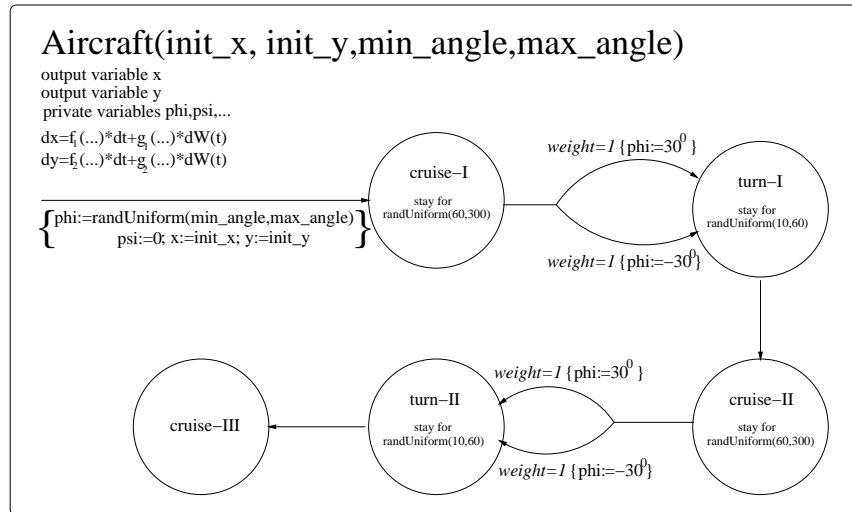 Aircraft(init_x, init_y,min_angle,max_angle)
output variable x
output variable y
private variables phi,psi,...
dx=f₁(...)*dt+g₁(...)*dW(t)
dy=f₂(...)*dt+g₂(...)*dW(t)
{phi:=randUniform(min_angle,max_angle)
psi:=0; x:=init_x; y:=init_y}
cruise−I
stay for
randUniform(60,300)
weight=1 {phi:=30⁰ }
weight=1 {phi:=−30⁰}
turn−I
stay for
randUniform(10,60)
cruise−II
stay for
randUniform(60,300)
weight=1 {phi:=30⁰ }
weight=1 {phi:=−30⁰}
turn−II
stay for
randUniform(10,60)
cruise−III